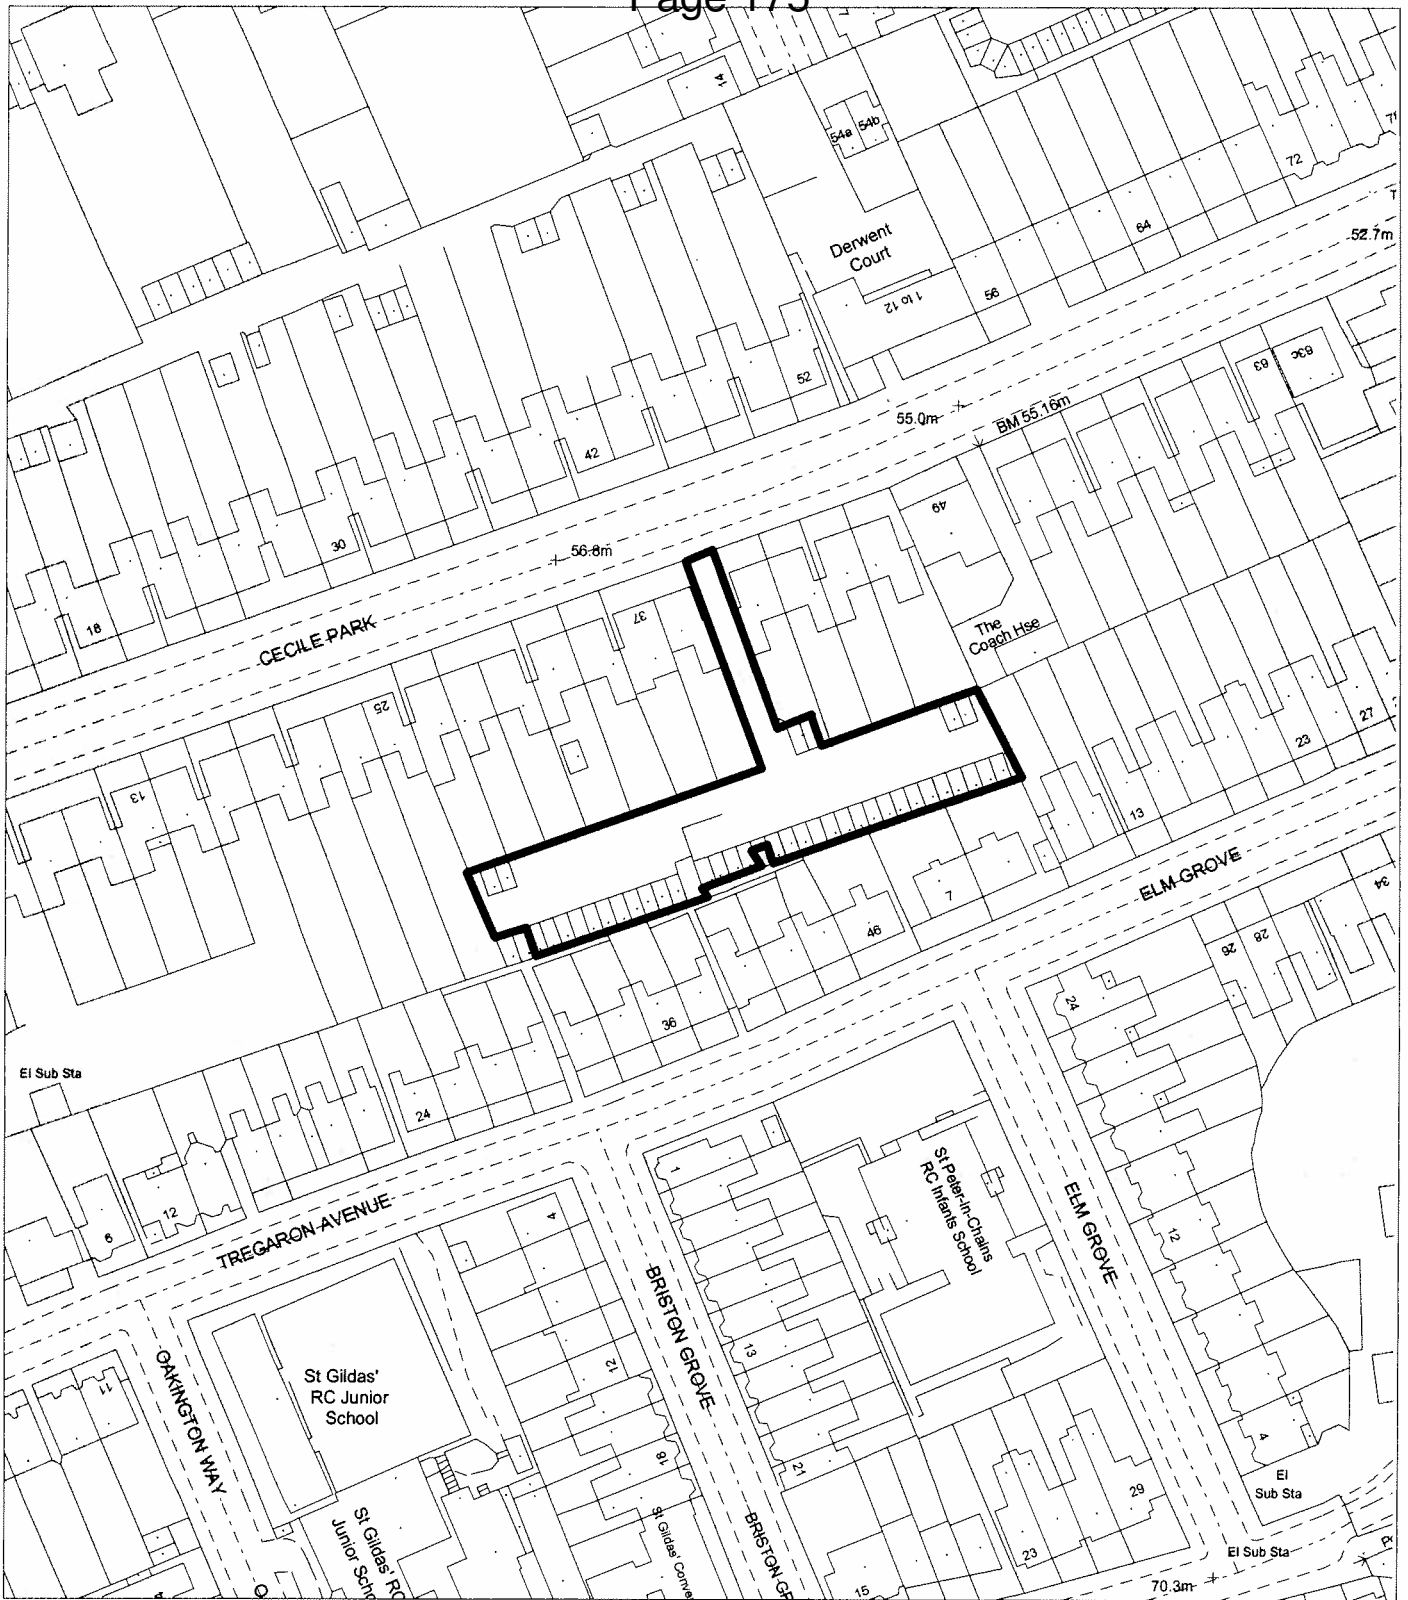 Page 175
14
54a
54b
72
64
52.7m
Derwent
Court
1 to 12
56
63
63c
52
55.0m
BM 55.16m
42
49
30
56.8m
18
CECILE PARK
37
The
Coach Hse
25
27
23
13
13
ELM GROVE
7
34
46
28
26
24
36
El Sub Sta
24
St Peter-in-Chains
RC Infants School
1
ELM GROVE
12
12
4
6
TREGARON AVENUE
BRISTON GROVE
13
12
OAKINGTON WAY
11
St Gildas'
RC Junior
School
4
18
21
El
Sub Sta
29
St Gildas' RC
Junior Scho
St Gildas' Conve
BRISTON GR
23
El Sub Sta
15
70.3m